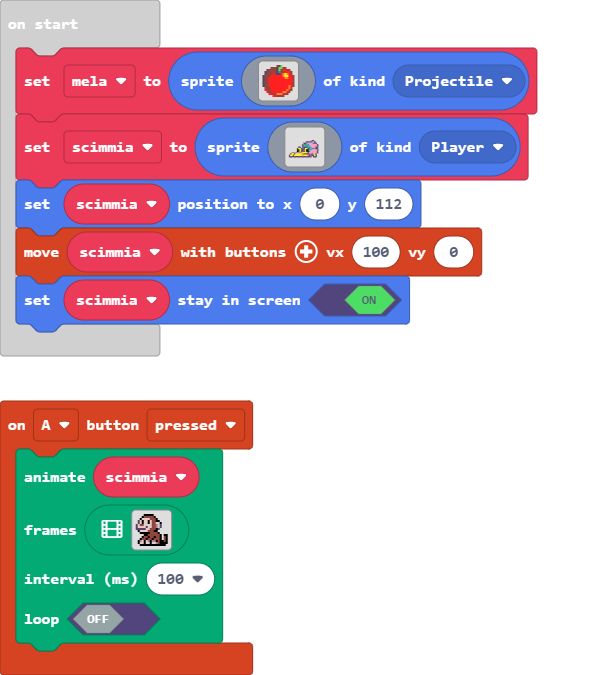 on start
set mela to sprite of kind Projectile
set scimmia to sprite of kind Player
set scimmia position to x 0 y 112
move scimmia with buttons vx 100 vy 0
set scimmia stay in screen ON
on A button pressed
animate scimmia
frames
interval (ms) 100
loop OFF